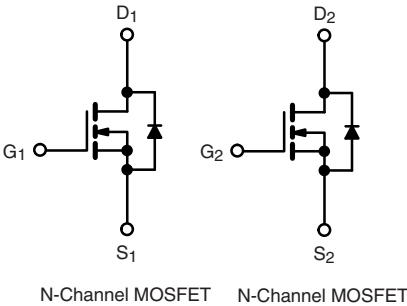 D1 D2
G1 G2
S1 S2
N-Channel MOSFET N-Channel MOSFET